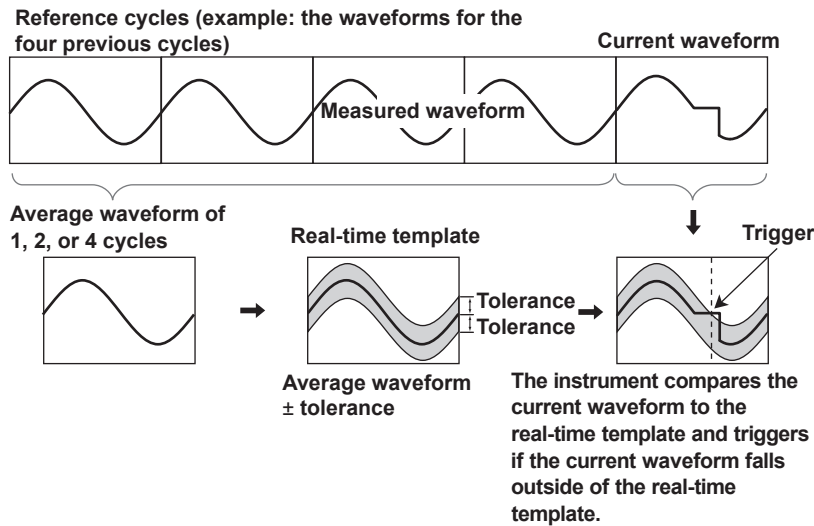 Reference cycles (example: the waveforms for the
four previous cycles)
Current waveform
Measured waveform
Average waveform of
1, 2, or 4 cycles
Real-time template
Trigger
Tolerance
Tolerance
Average waveform
± tolerance
The instrument compares the
current waveform to the
real-time template and triggers
if the current waveform falls
outside of the real-time
template.